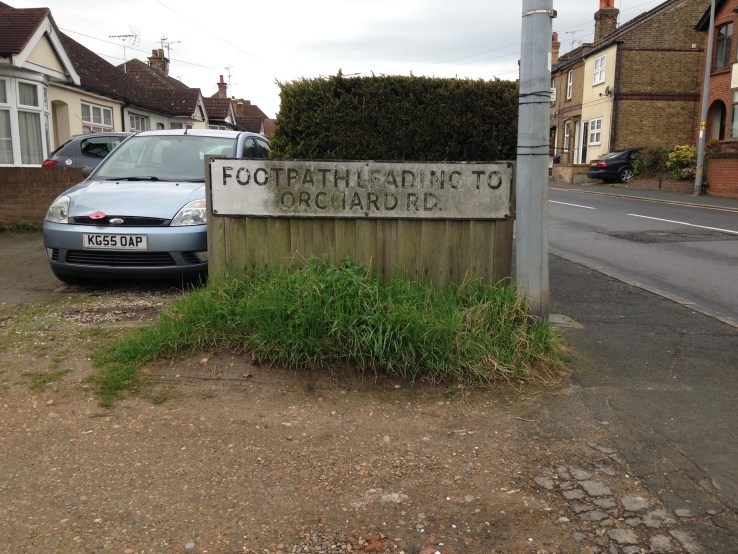 FOOTPATH LEADING TO
ORCHARD RD.
KG55 OAP